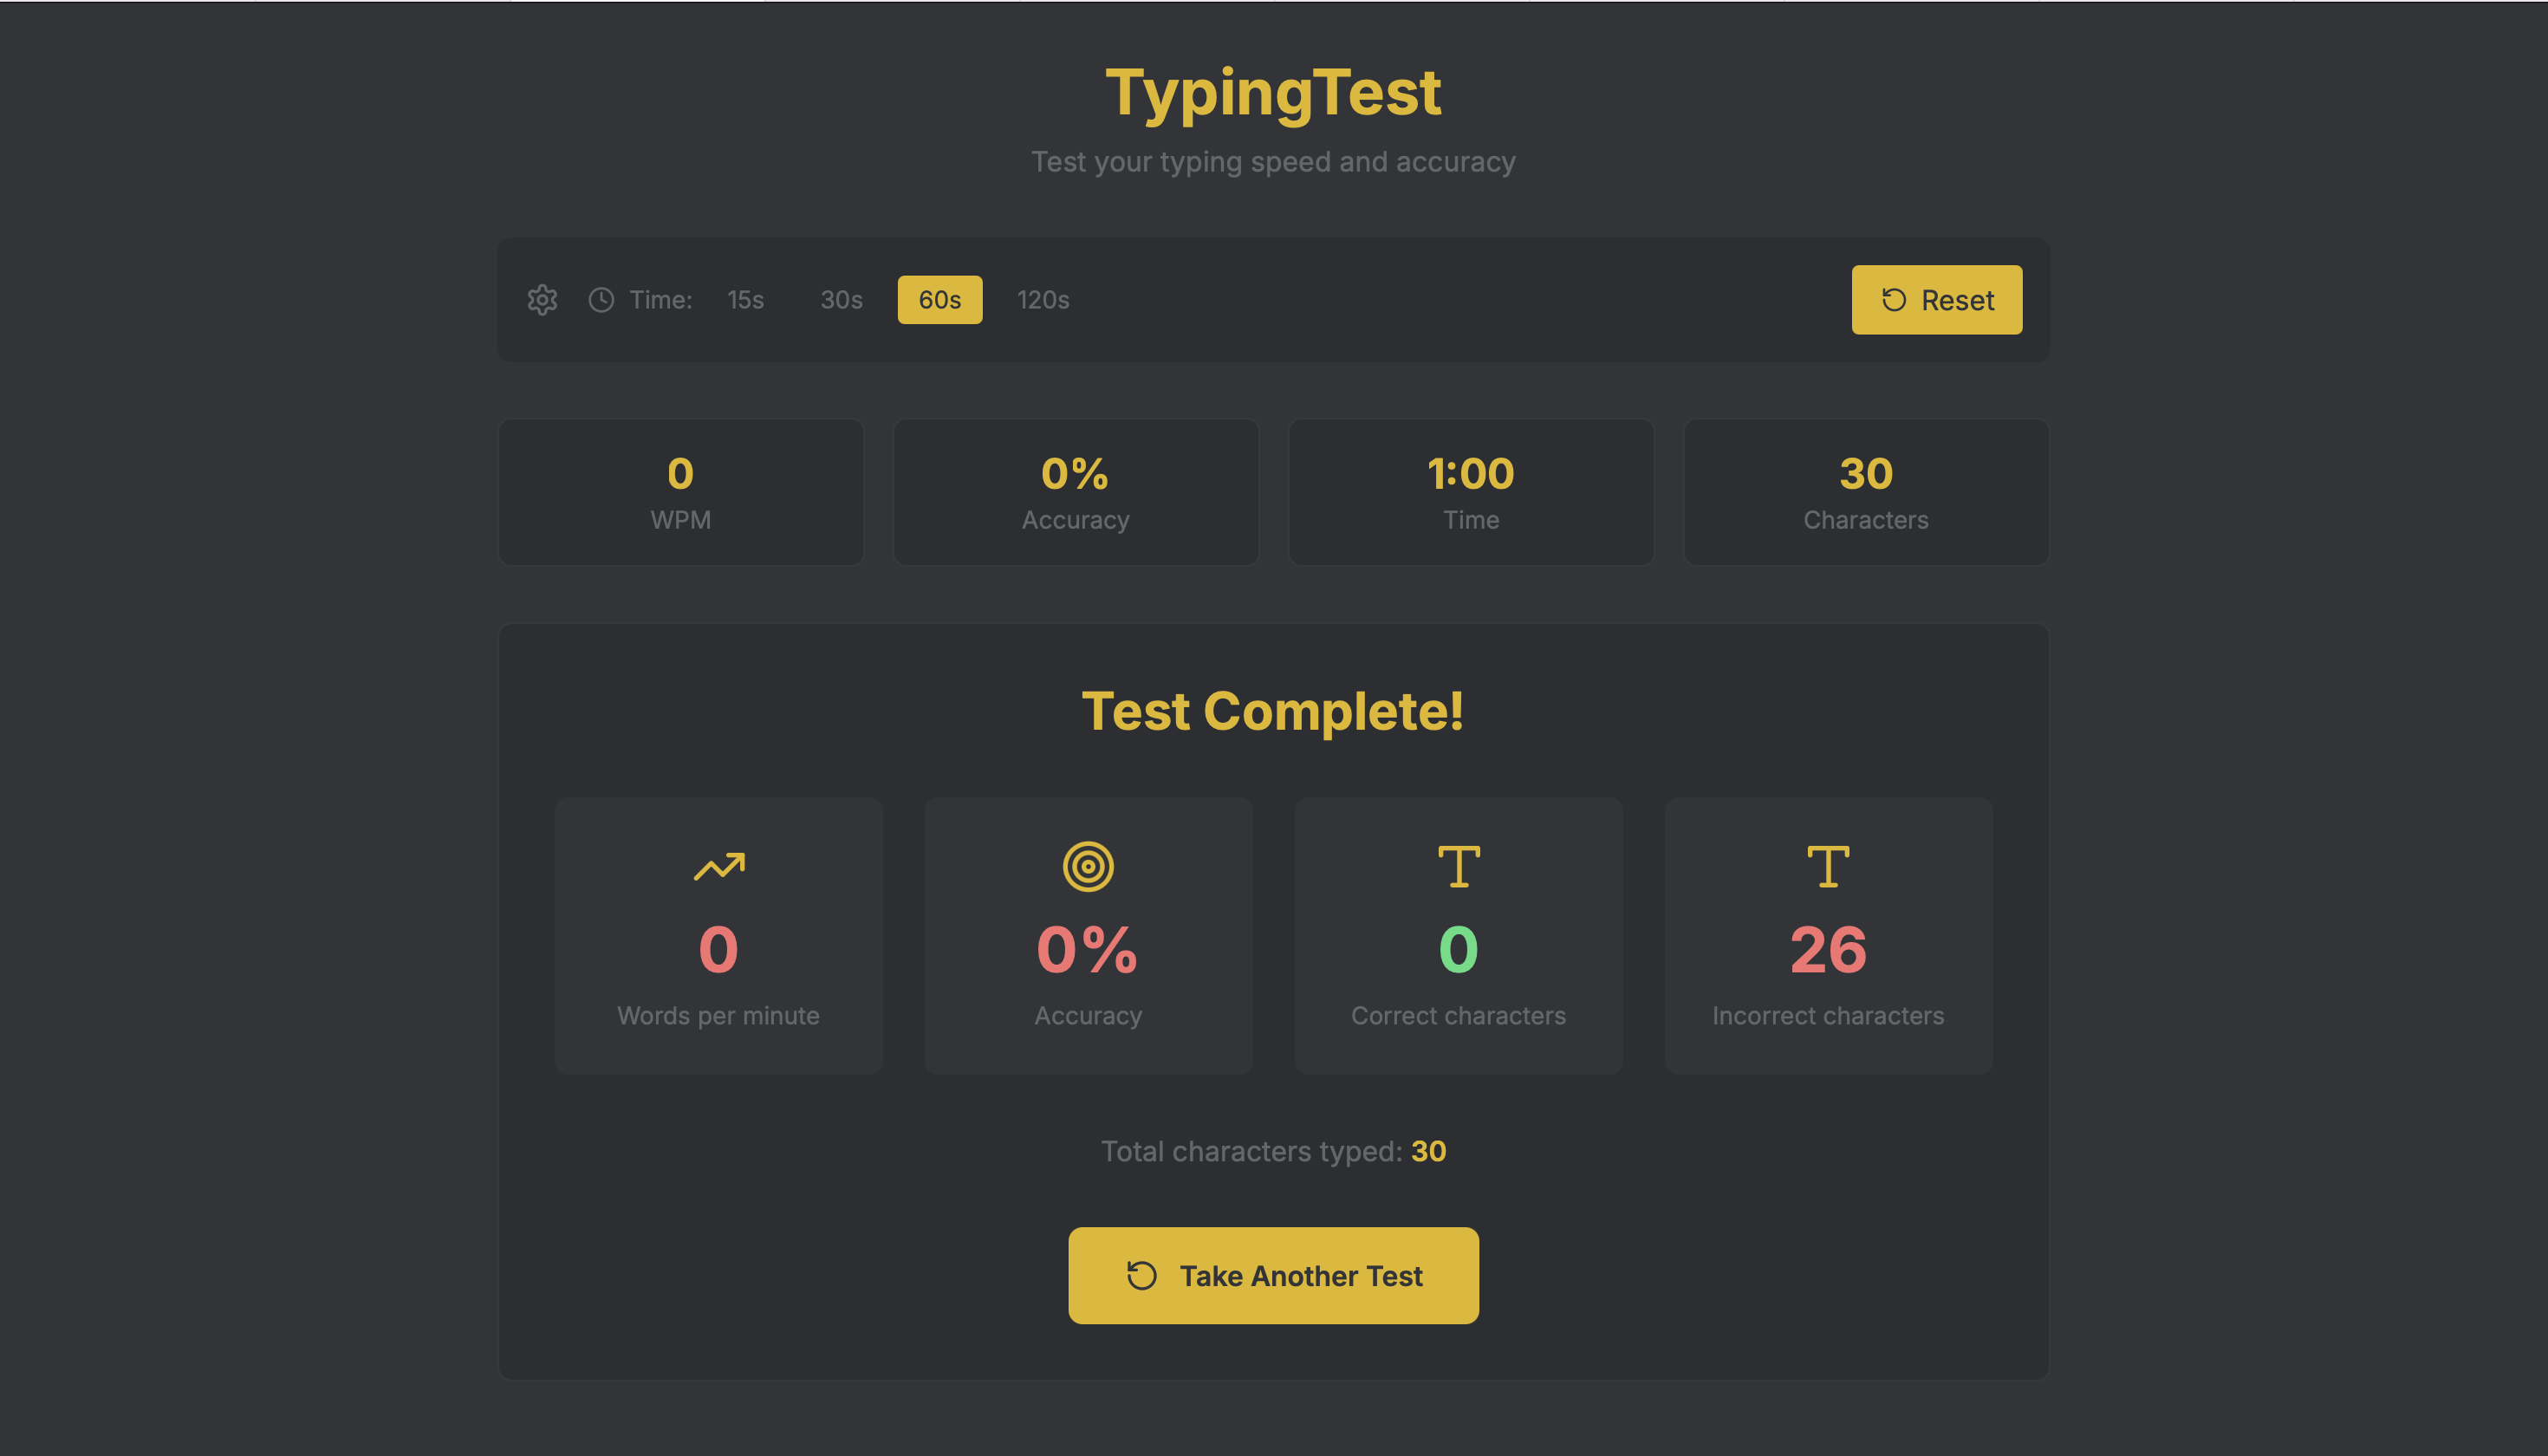 TypingTest
Test your typing speed and accuracy
Time: 15s 30s 60s 120s Reset
0 0% 1:00 30
WPM Accuracy Time Characters
Test Complete!
0 0% 0 26
Words per minute Accuracy Correct characters Incorrect characters
Total characters typed: 30
Take Another Test